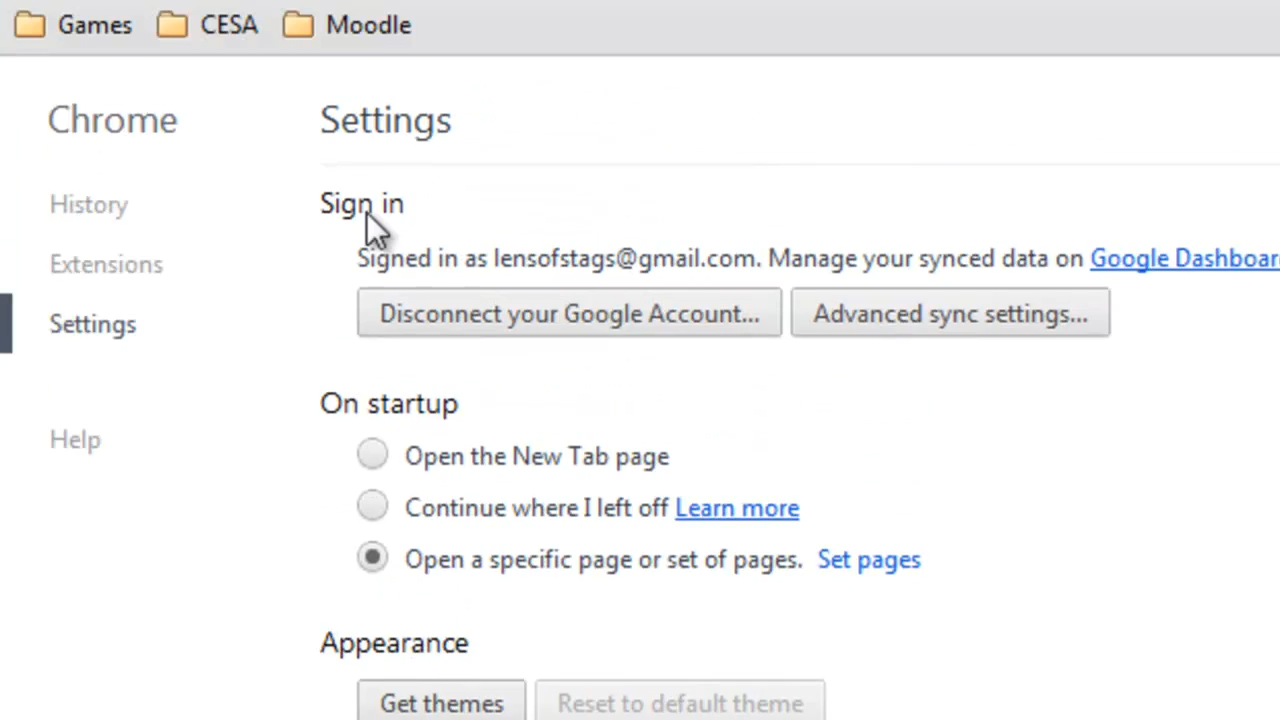 Games CESA Moodle
Chrome
Settings
History
Extensions
Settings
Help
Sign in
Signed in as lensofstags@gmail.com. Manage your synced data on Google
Disconnect your Google Account... Advanced sync settings...
On startup
Open the New Tab page
Continue where I left off Learn more
Open a specific page or set of pages. Set pages
Appearance
Get themes Reset to default theme